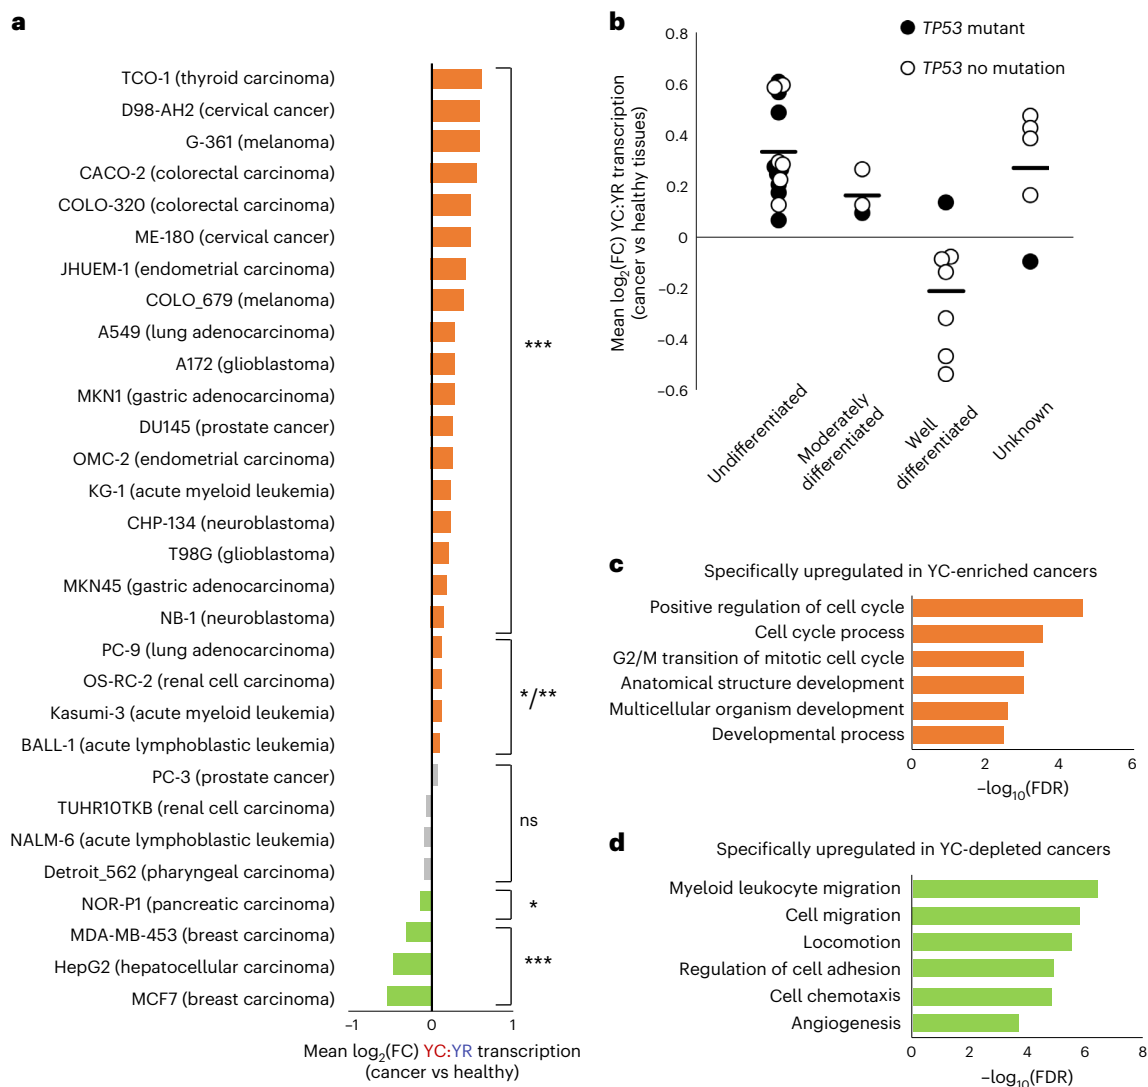 a
TCO-1 (thyroid carcinoma)
D98-AH2 (cervical cancer)
G-361 (melanoma)
CACO-2 (colorectal carcinoma)
COLO-320 (colorectal carcinoma)
ME-180 (cervical cancer)
JHUEM-1 (endometrial carcinoma)
COLO_679 (melanoma)
A549 (lung adenocarcinoma)
A172 (glioblastoma)
MKN1 (gastric adenocarcinoma)
DU145 (prostate cancer)
OMC-2 (endometrial carcinoma)
KG-1 (acute myeloid leukemia)
CHP-134 (neuroblastoma)
T98G (glioblastoma)
MKN45 (gastric adenocarcinoma)
NB-1 (neuroblastoma)
PC-9 (lung adenocarcinoma)
OS-RC-2 (renal cell carcinoma)
Kasumi-3 (acute myeloid leukemia)
BALL-1 (acute lymphoblastic leukemia)
PC-3 (prostate cancer)
TUHR10TKB (renal cell carcinoma)
NALM-6 (acute lymphoblastic leukemia)
Detroit_562 (pharyngeal carcinoma)
NOR-P1 (pancreatic carcinoma)
MDA-MB-453 (breast carcinoma)
HepG2 (hepatocellular carcinoma)
MCF7 (breast carcinoma)
***
*/**
ns
*
***
–1 0 1
Mean log2(FC) YC:YR transcription
(cancer vs healthy)
b
TP53 mutant
TP53 no mutation
Mean log2(FC) YC:YR transcription
(cancer vs healthy tissues)
0.8
0.6
0.4
0.2
0
–0.2
–0.4
–0.6
Undifferentiated
Moderately
differentiated
Well
differentiated
Unknown
c
Specifically upregulated in YC-enriched cancers
Positive regulation of cell cycle
Cell cycle process
G2/M transition of mitotic cell cycle
Anatomical structure development
Multicellular organism development
Developmental process
0 2 4 6
–log10(FDR)
d
Specifically upregulated in YC-depleted cancers
Myeloid leukocyte migration
Cell migration
Locomotion
Regulation of cell adhesion
Cell chemotaxis
Angiogenesis
0 2 4 6 8
–log10(FDR)